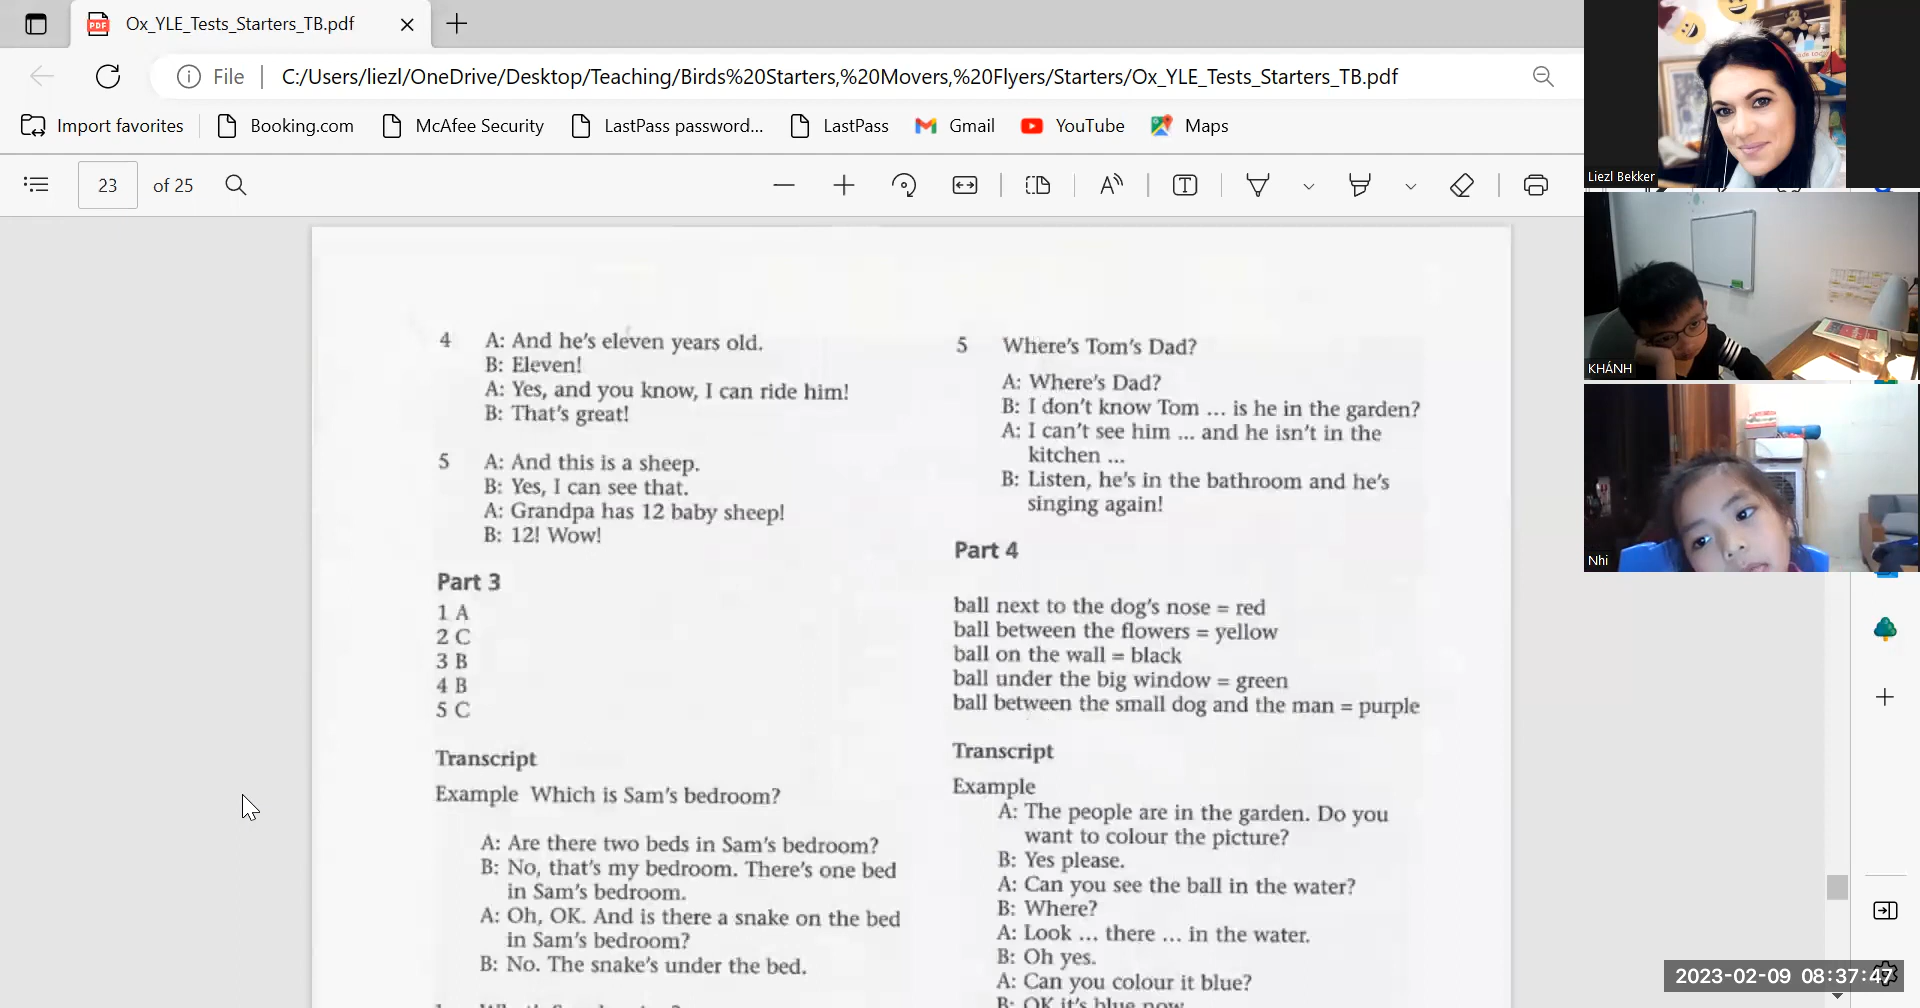 Ox_YLE_Tests_Starters_TB.pdf
File
C:/Users/liezl/OneDrive/Desktop/Teaching/Birds%20Starters,%20Movers,%20Flyers/Starters/Ox_YLE_Tests_Starters_TB.pdf
Import favorites
Booking.com
McAfee Security
LastPass password...
LastPass
Gmail
YouTube
Maps
23 of 25
4 A: And he's eleven years old.
B: Eleven!
A: Yes, and you know, I can ride him!
B: That's great!
5 A: And this is a sheep.
B: Yes, I can see that.
A: Grandpa has 12 baby sheep!
B: 12! Wow!
Part 3
1 A
2 C
3 B
4 B
5 C
Transcript
Example Which is Sam's bedroom?
A: Are there two beds in Sam's bedroom?
B: No, that's my bedroom. There's one bed
in Sam's bedroom.
A: Oh, OK. And is there a snake on the bed
in Sam's bedroom?
B: No. The snake's under the bed.
5 Where's Tom's Dad?
A: Where's Dad?
B: I don't know Tom ... is he in the garden?
A: I can't see him ... and he isn't in the
kitchen ...
B: Listen, he's in the bathroom and he's
singing again!
Part 4
ball next to the dog's nose = red
ball between the flowers = yellow
ball on the wall = black
ball under the big window = green
ball between the small dog and the man = purple
Transcript
Example
A: The people are in the garden. Do you
want to colour the picture?
B: Yes please.
A: Can you see the ball in the water?
B: Where?
A: Look ... there ... in the water.
B: Oh yes.
A: Can you colour it blue?
B: OK it's blue now
Liezl Bekker
KHÁNH
Nhi
2023-02-09 08:37:47